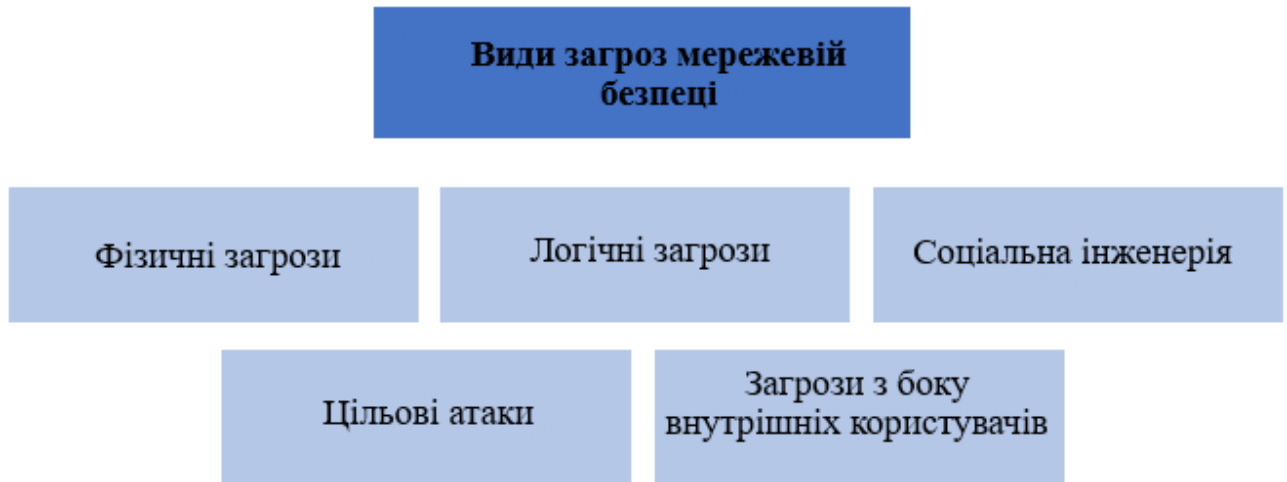 Види загроз мережевій
безпеці
Фізичні загрози
Логічні загрози
Соціальна інженерія
Цільові атаки
Загрози з боку
внутрішніх користувачів